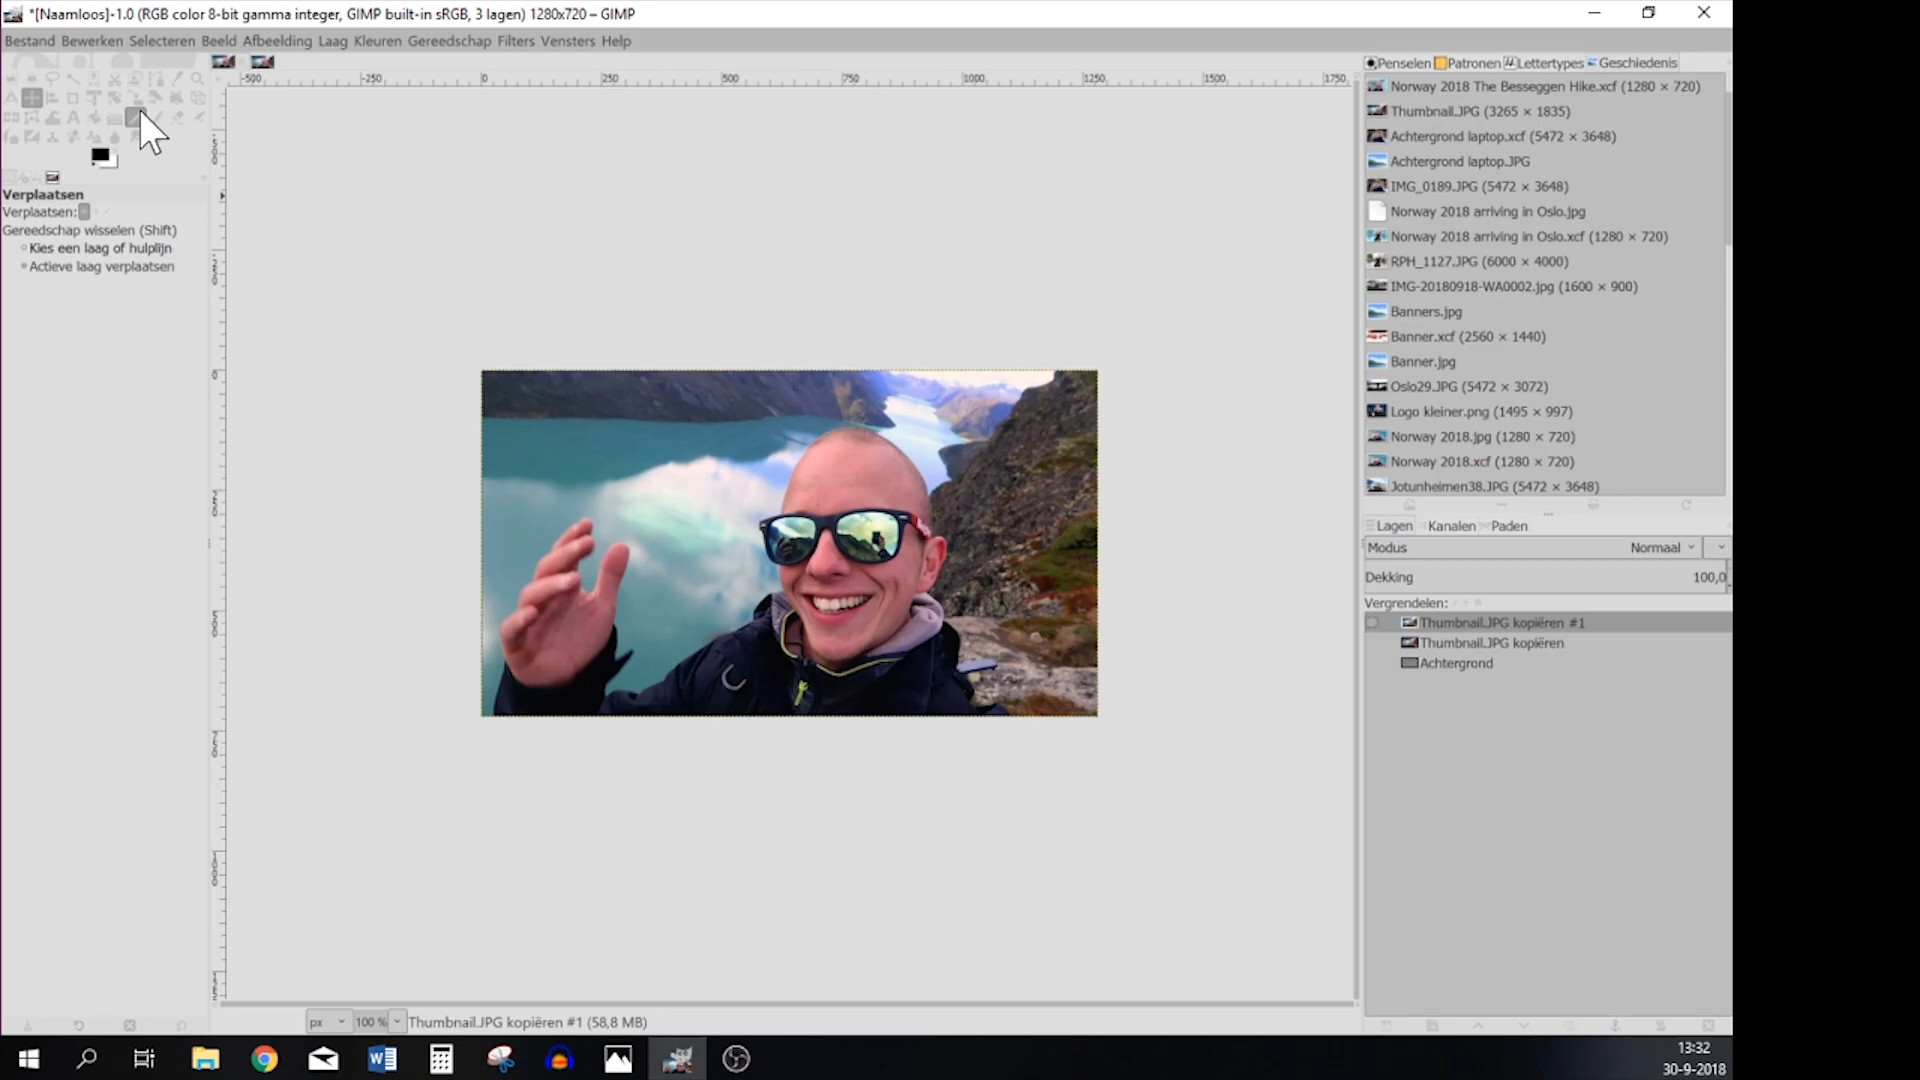 *[Naamloos]-1.0 (RGB color 8-bit gamma integer, GIMP built-in sRGB, 3 lagen) 1280x720 – GIMP
Bestand Bewerken Selecteren Beeld Afbeelding Laag Kleuren Gereedschap Filters Vensters Help
-500 -250 0 250 500 750 1000 1250 1500 1750
Penselen Patronen Lettertypes Geschiedenis
Norway 2018 The Besseggen Hike.xcf (1280 × 720)
Thumbnail.JPG (3265 × 1835)
Achtergrond laptop.xcf (5472 × 3648)
Achtergrond laptop.JPG
IMG_0189.JPG (5472 × 3648)
Norway 2018 arriving in Oslo.jpg
Norway 2018 arriving in Oslo.xcf (1280 × 720)
RPH_1127.JPG (6000 × 4000)
IMG-20180918-WA0002.jpg (1600 × 900)
Banners.jpg
Banner.xcf (2560 × 1440)
Banner.jpg
Oslo29.JPG (5472 × 3072)
Logo kleiner.png (1495 × 997)
Norway 2018.jpg (1280 × 720)
Norway 2018.xcf (1280 × 720)
Jotunheimen38.JPG (5472 × 3648)
Verplaatsen
Verplaatsen:
Gereedschap wisselen (Shift)
Kies een laag of hulplijn
Actieve laag verplaatsen
Lagen Kanalen Paden
Modus Normaal
Dekking 100,0
Vergrendelen:
Thumbnail.JPG kopiëren #1
Thumbnail.JPG kopiëren
Achtergrond
px 100 % Thumbnail.JPG kopiëren #1 (58,8 MB)
13:32
30-9-2018